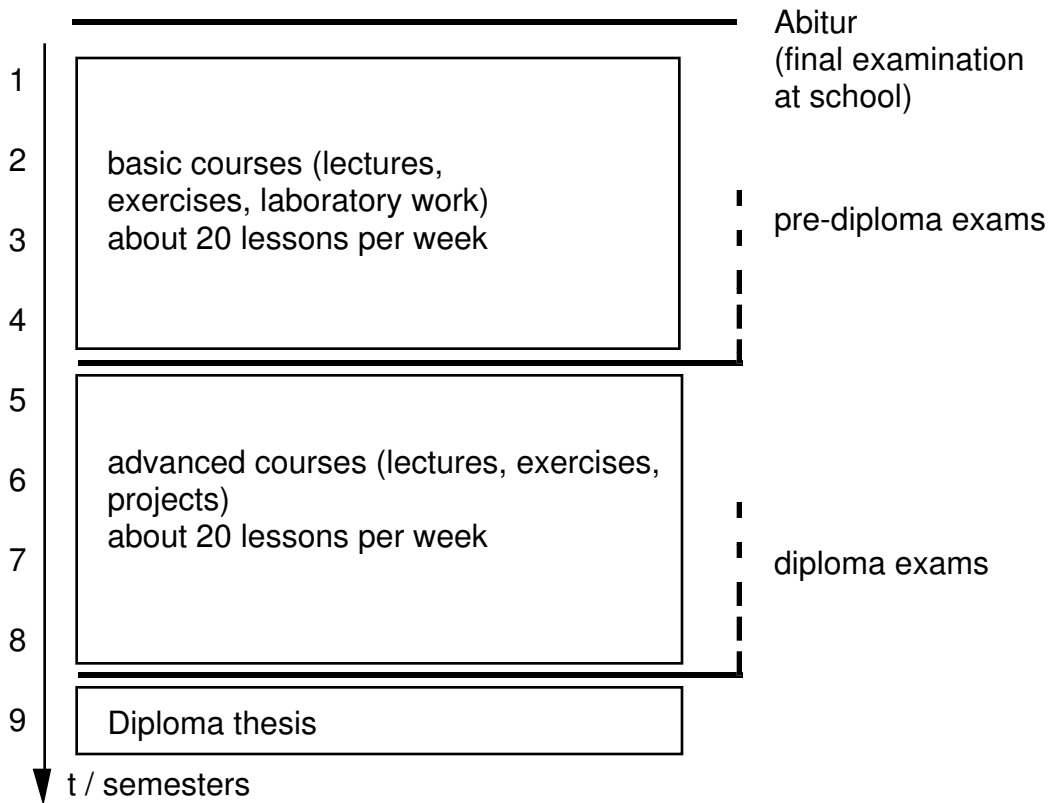 Abitur
(final examination
at school)
1
2
3
4
basic courses (lectures,
exercises, laboratory work)
about 20 lessons per week
pre-diploma exams
5
6
7
8
advanced courses (lectures, exercises,
projects)
about 20 lessons per week
diploma exams
9
Diploma thesis
t / semesters